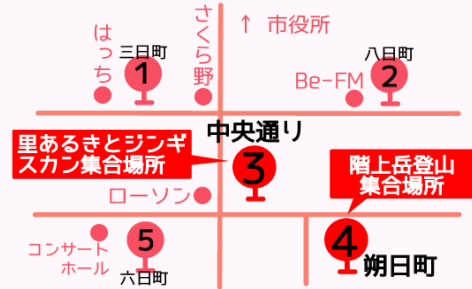 さくら野
↑ 市役所
はっち
三日町
1
八日町
2
Be-FM
中央通り
里あるきとジンギ
スカン集合場所
3
階上岳登山
集合場所
ローソン
4
朔日町
コンサート
ホール
5
六日町